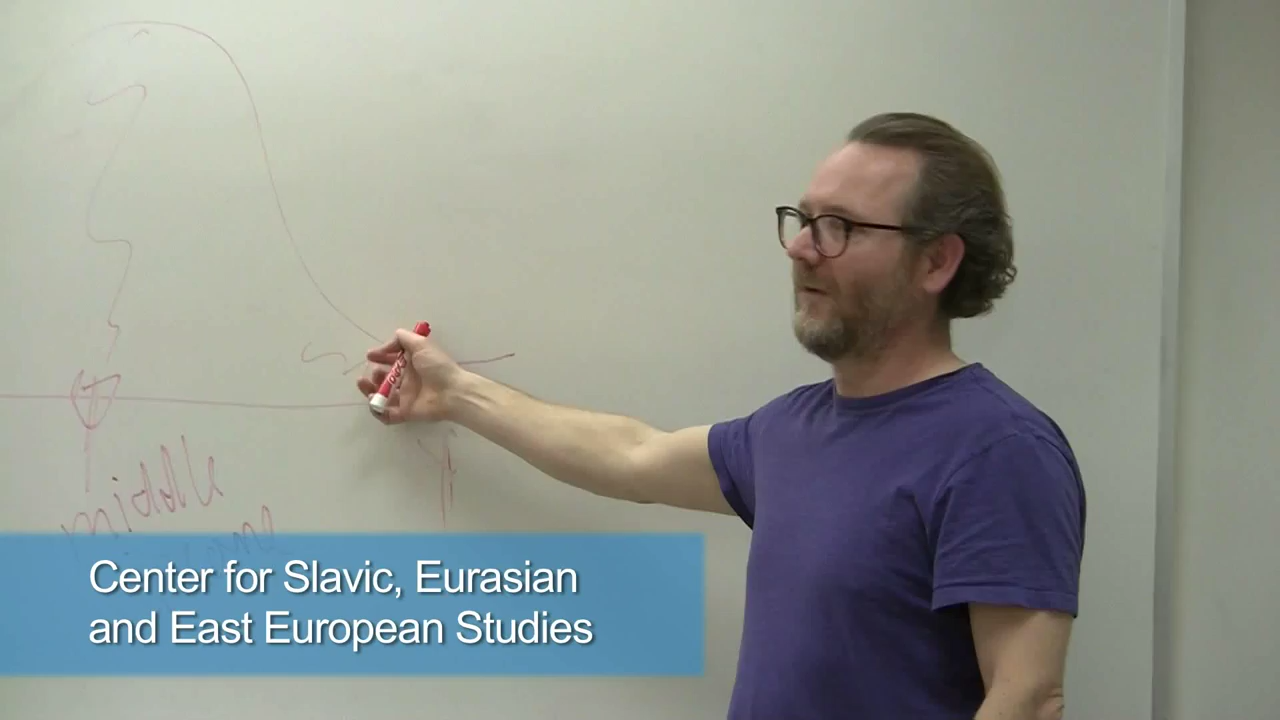 middle
Center for Slavic, Eurasian
and East European Studies